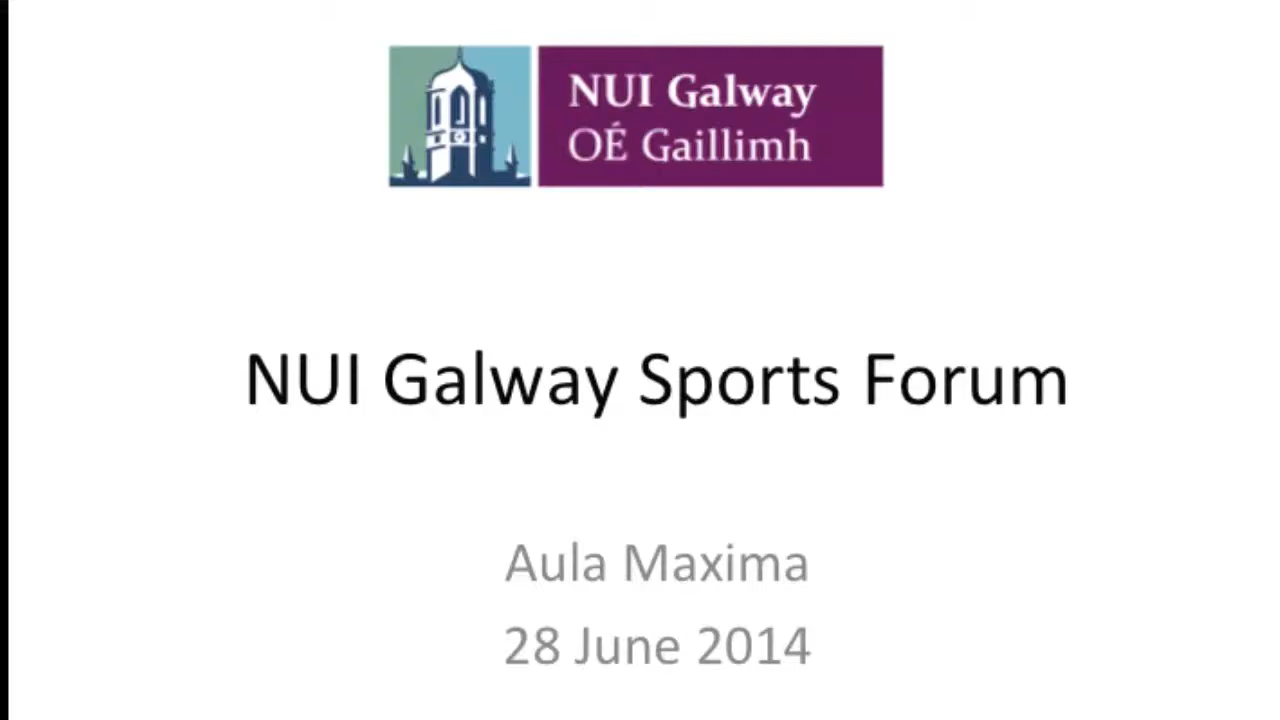 NUI Galway
OÉ Gaillimh
NUI Galway Sports Forum
Aula Maxima
28 June 2014